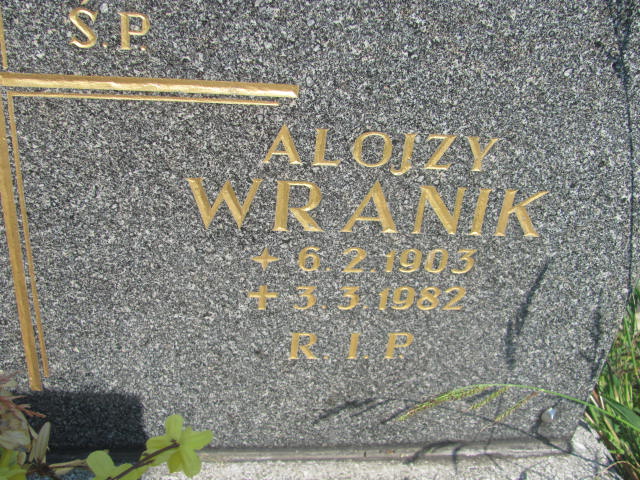 Ś.P.
ALOJZY
WRANIK
+ 6.2.1903
+ 3.3.1982
R.I.P.